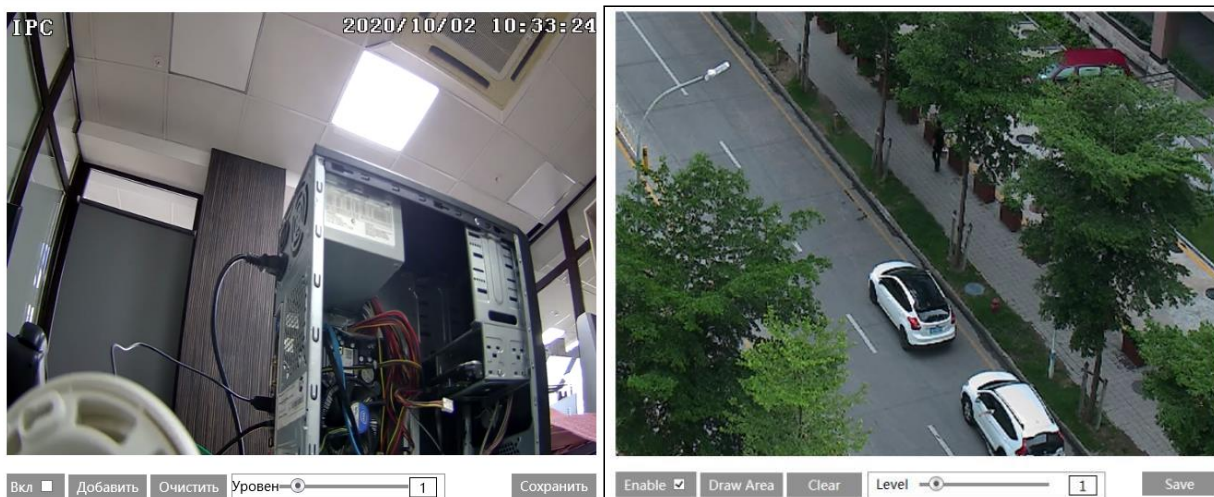 IPC 2020/10/02 10:33:24
Вкл Добавить Очистить Уровен 1 Сохранить
Enable Draw Area Clear Level 1 Save